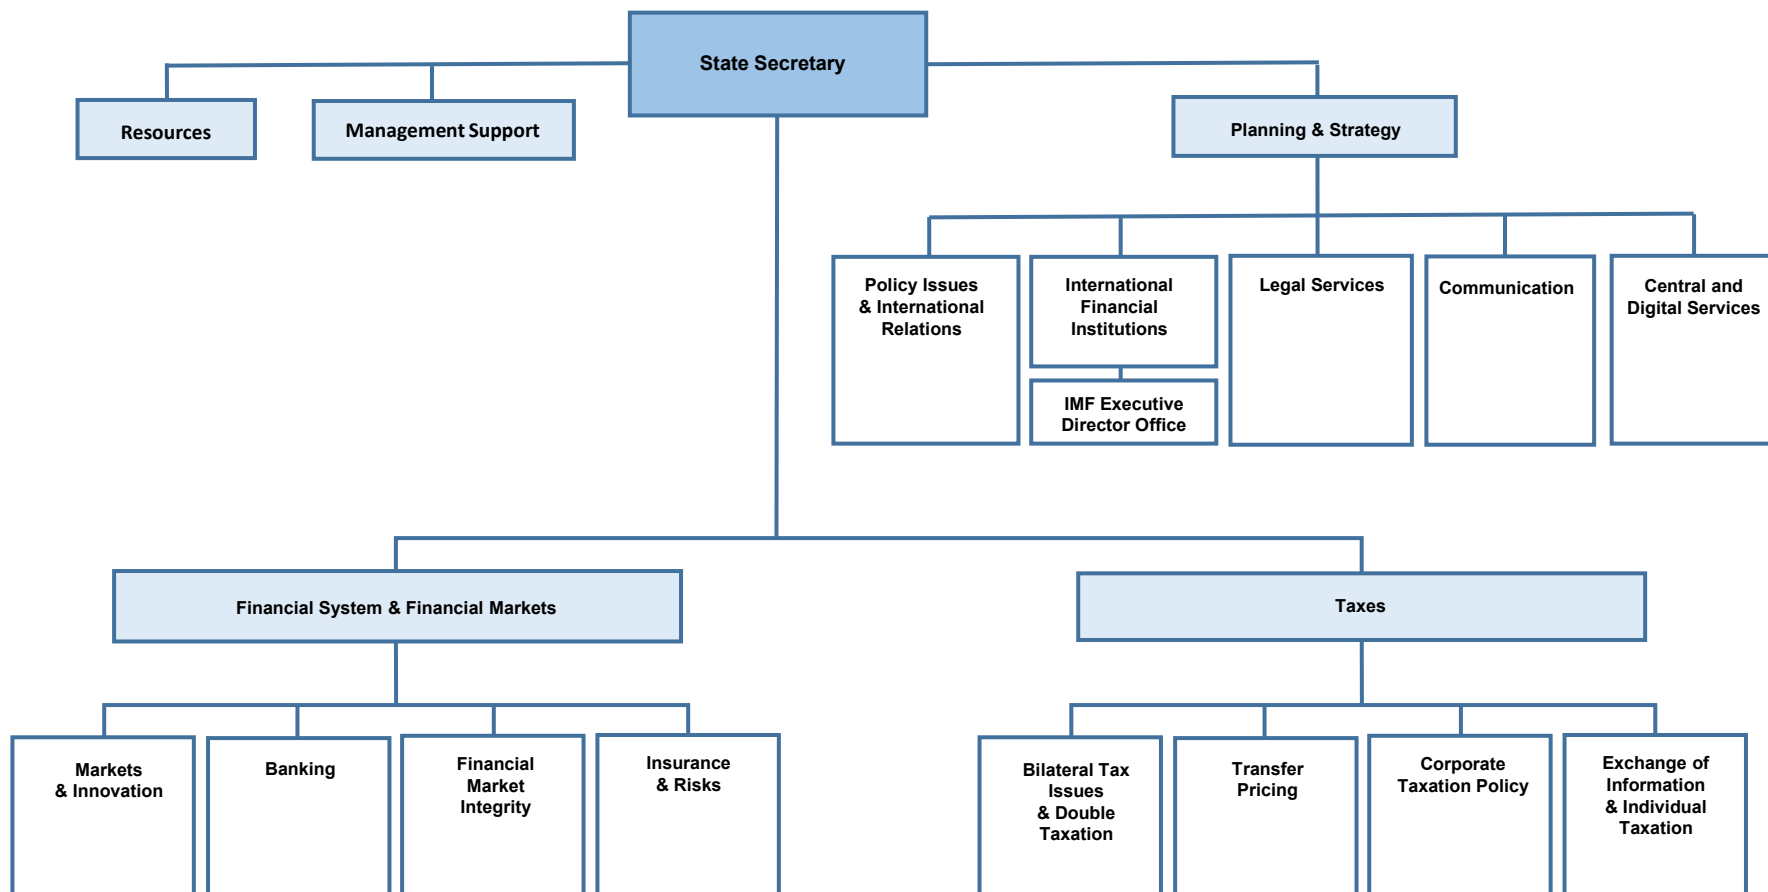 State Secretary
Resources
Management Support
Planning & Strategy
Policy Issues
& International
Relations
International
Financial
Institutions
IMF Executive
Director Office
Legal Services
Communication
Central and
Digital Services
Financial System & Financial Markets
Taxes
Markets
& Innovation
Banking
Financial
Market
Integrity
Insurance
& Risks
Bilateral Tax
Issues
& Double
Taxation
Transfer
Pricing
Corporate
Taxation Policy
Exchange of
Information
& Individual
Taxation